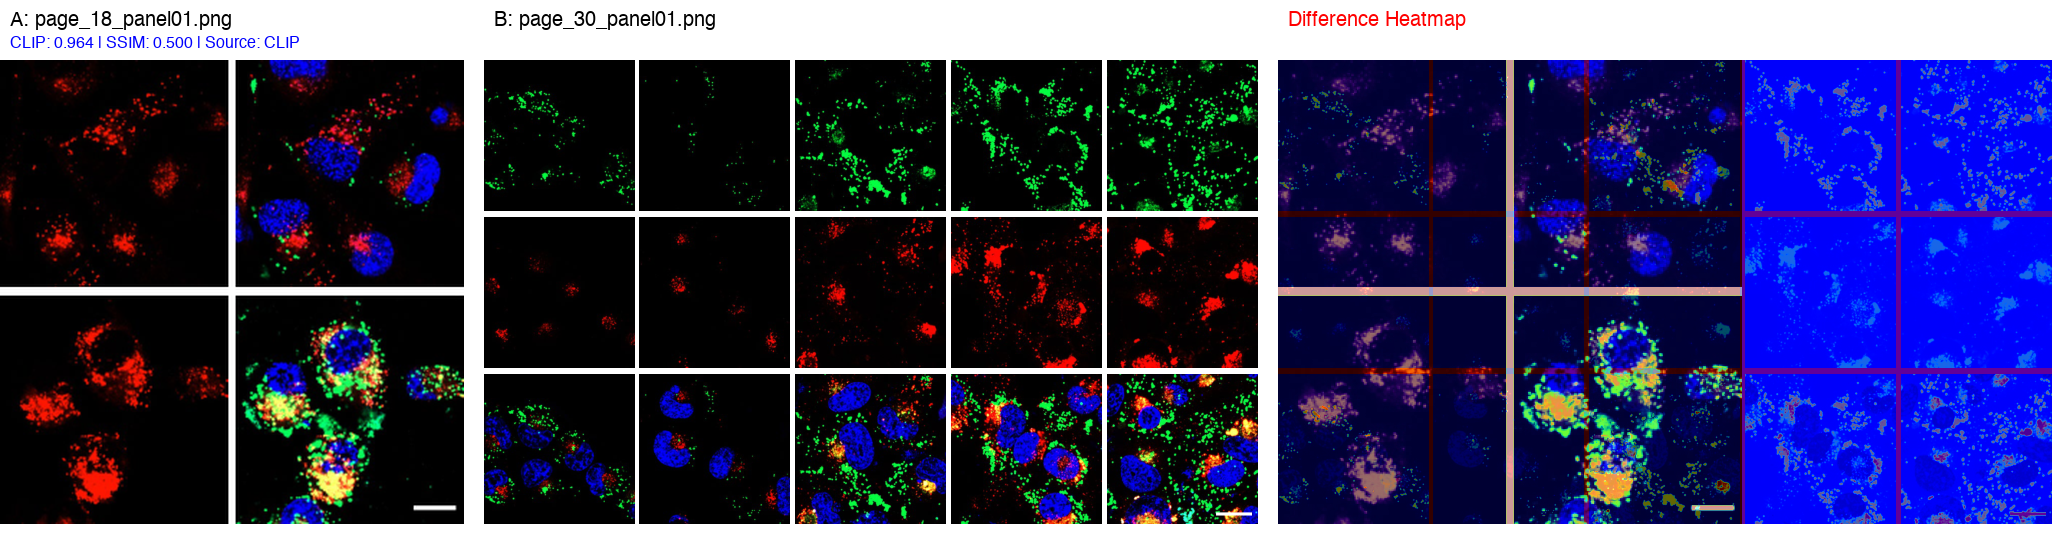 A: page_18_panel01.png
CLIP: 0.964 | SSIM: 0.500 | Source: CLIP
B: page_30_panel01.png
Difference Heatmap